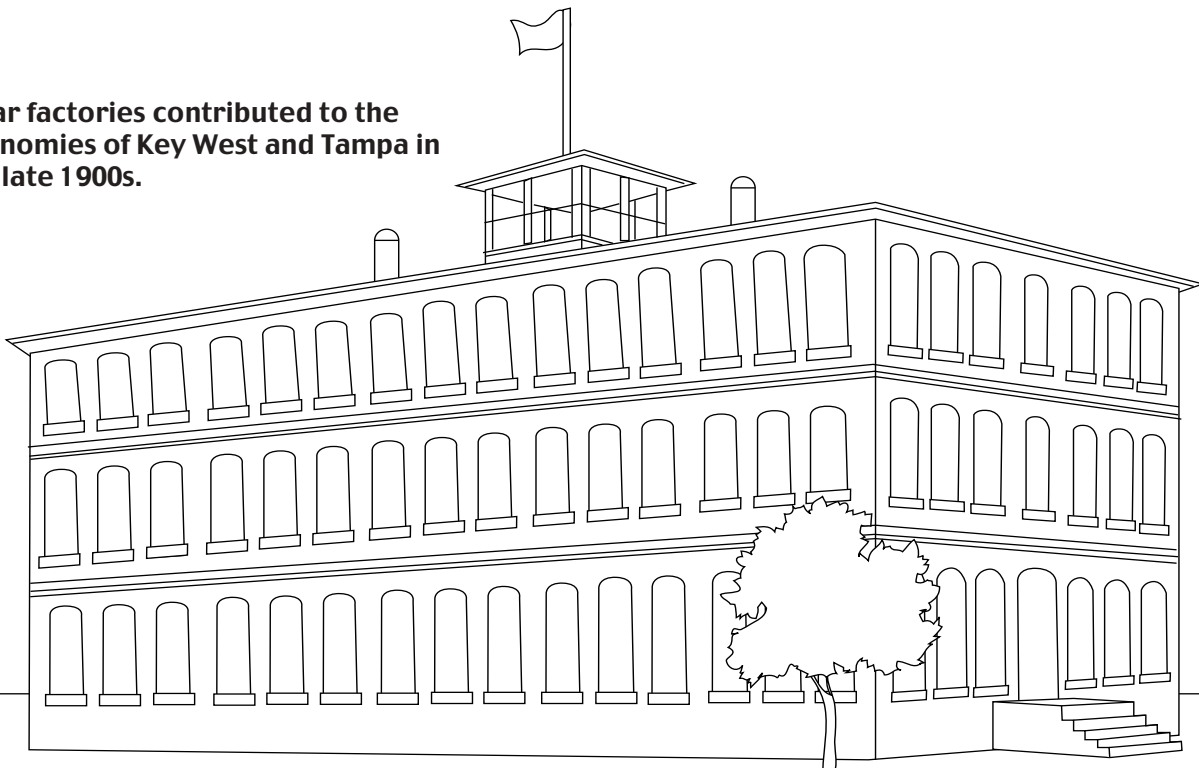 ar factories contributed to the
nomies of Key West and Tampa in
late 1900s.